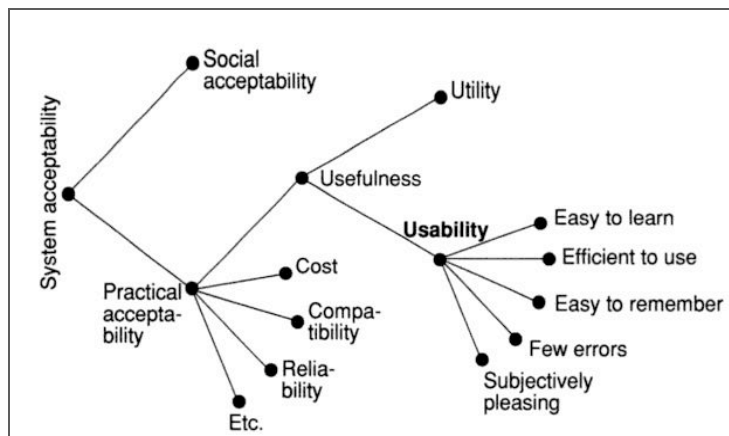 Social
acceptability
Utility
System acceptability
Usefulness
Usability
Easy to learn
Efficient to use
Easy to remember
Few errors
Subjectively
pleasing
Practical
accepta-
bility
Cost
Compa-
tibility
Relia-
bility
Etc.